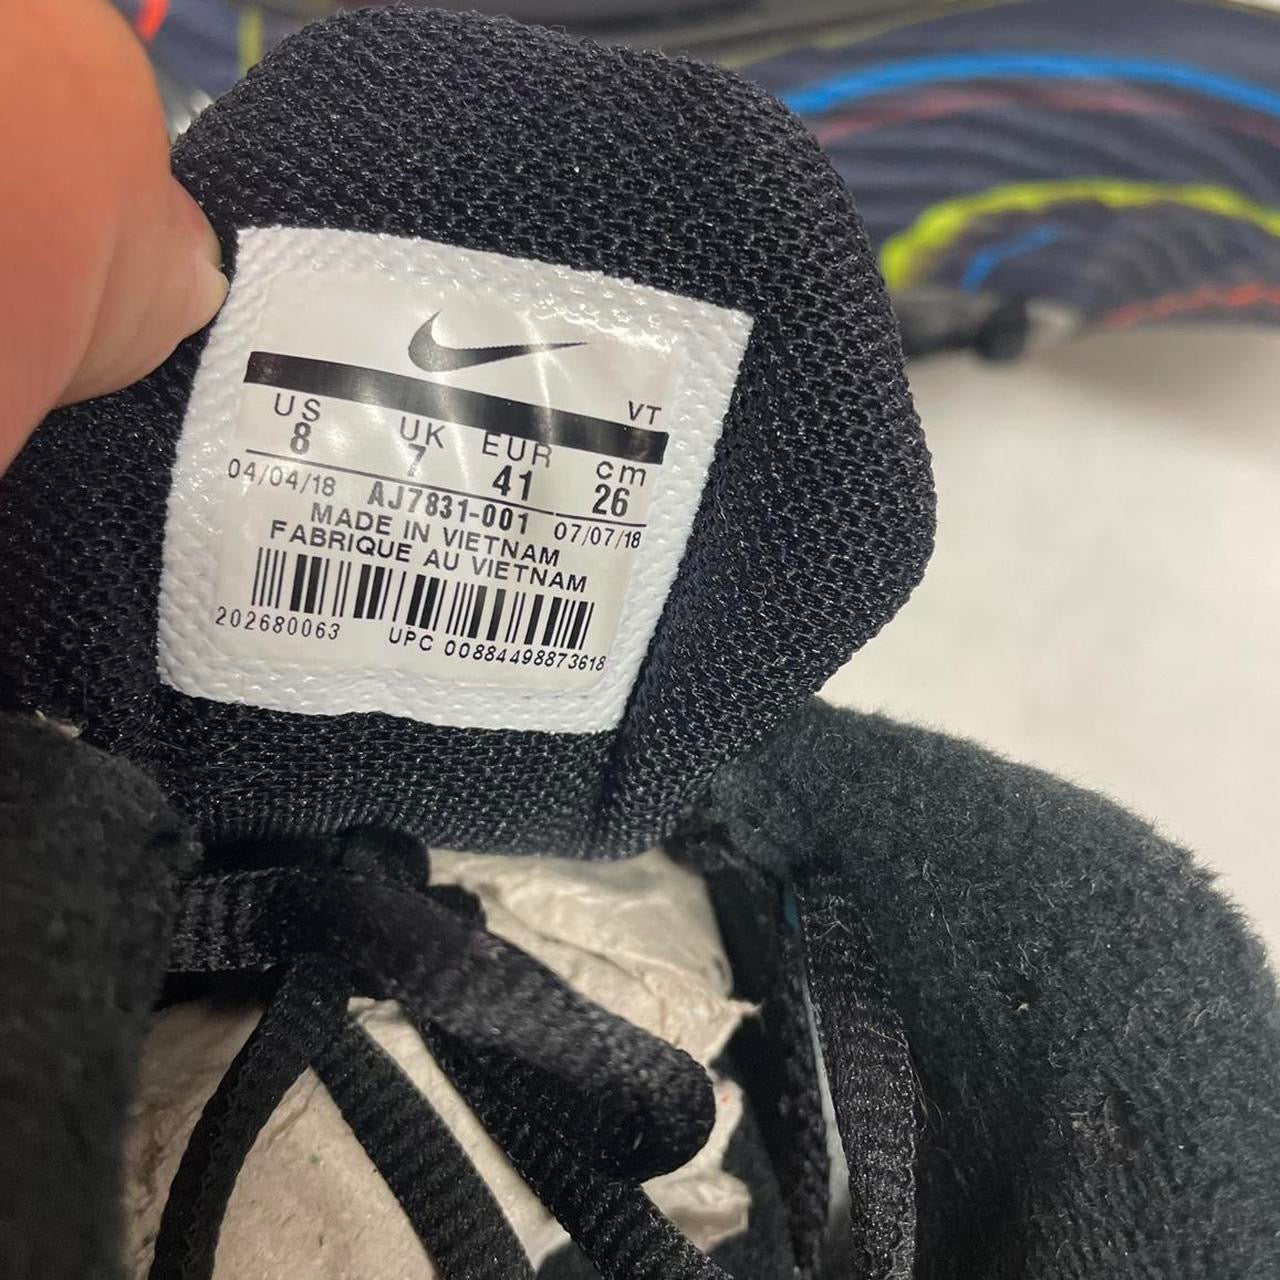 VT
US UK EUR cm
8 7 41 26
04/04/18 AJ7831-001 07/07/18
MADE IN VIETNAM
FABRIQUE AU VIETNAM
202680063 UPC 00884498873618